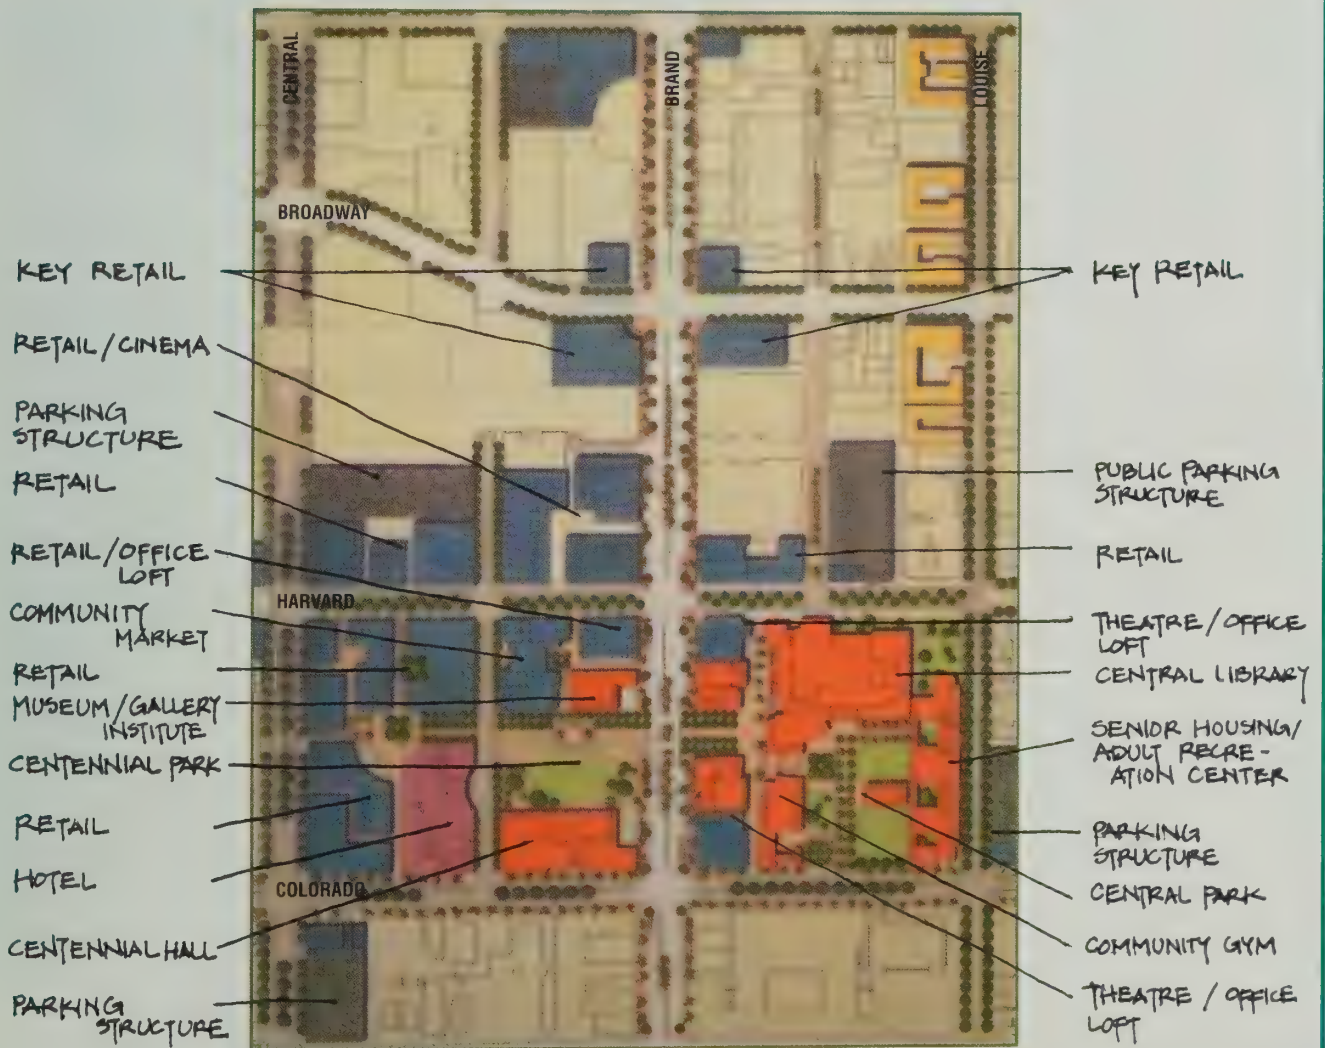 CENTRAL
BRAND
LOUISE
BROADWAY
HARVARD
COLORADO
KEY RETAIL
RETAIL/CINEMA
PARKING
STRUCTURE
RETAIL
RETAIL/OFFICE
LOFT
COMMUNITY
MARKET
RETAIL
MUSEUM/GALLERY
INSTITUTE
CENTENNIAL PARK
RETAIL
HOTEL
CENTENNIAL HALL
PARKING
STRUCTURE
KEY RETAIL
PUBLIC PARKING
STRUCTURE
RETAIL
THEATRE/OFFICE
LOFT
CENTRAL LIBRARY
SENIOR HOUSING/
ADULT RECRE-
ATION CENTER
PARKING
STRUCTURE
CENTRAL PARK
COMMUNITY GYM
THEATRE / OFFICE
LOFT